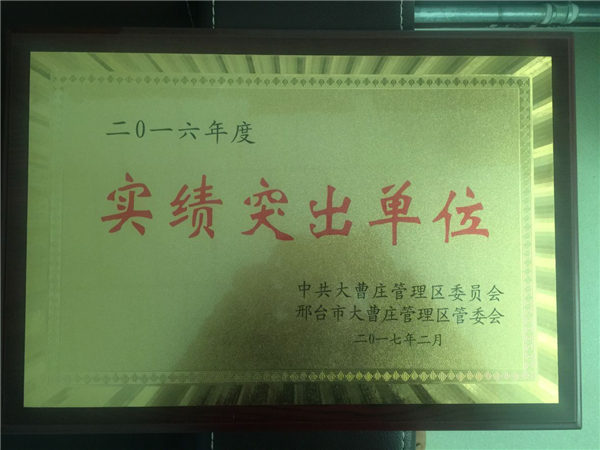 二0一六年度
实绩突出单位
中共大曹庄管理区委员会
邢台市大曹庄管理区管委会
二0一七年二月